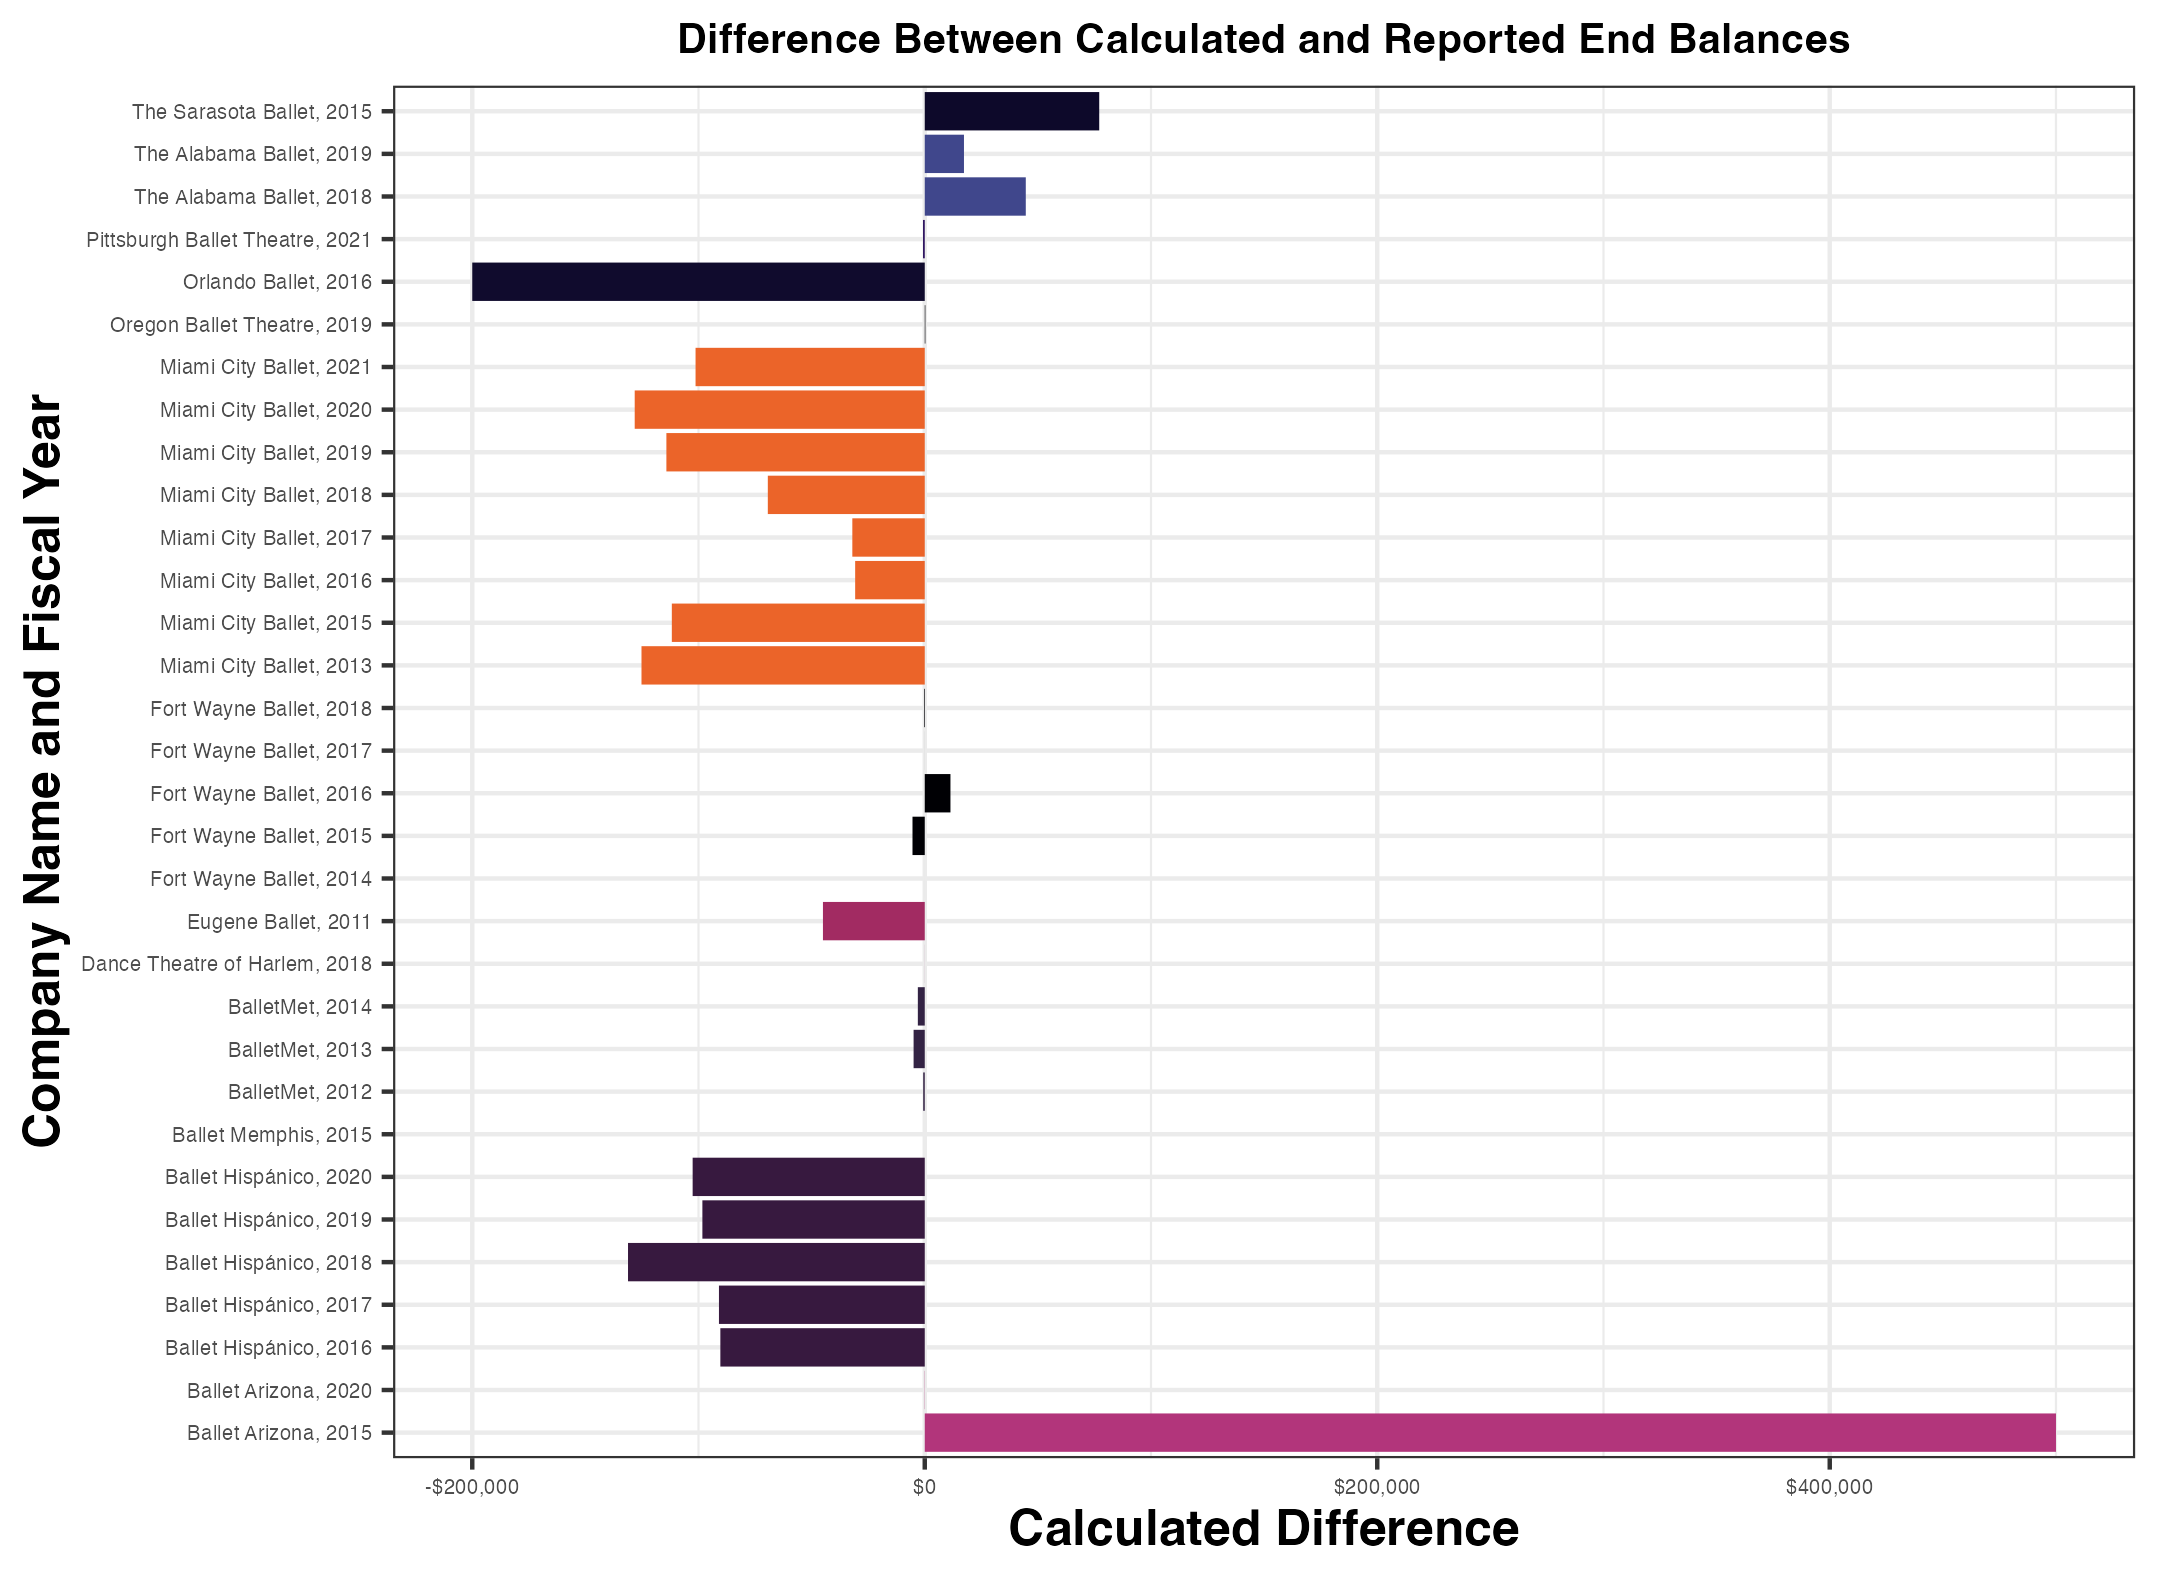 Difference Between Calculated and Reported End Balances
Company Name and Fiscal Year
The Sarasota Ballet, 2015
The Alabama Ballet, 2019
The Alabama Ballet, 2018
Pittsburgh Ballet Theatre, 2021
Orlando Ballet, 2016
Oregon Ballet Theatre, 2019
Miami City Ballet, 2021
Miami City Ballet, 2020
Miami City Ballet, 2019
Miami City Ballet, 2018
Miami City Ballet, 2017
Miami City Ballet, 2016
Miami City Ballet, 2015
Miami City Ballet, 2013
Fort Wayne Ballet, 2018
Fort Wayne Ballet, 2017
Fort Wayne Ballet, 2016
Fort Wayne Ballet, 2015
Fort Wayne Ballet, 2014
Eugene Ballet, 2011
Dance Theatre of Harlem, 2018
BalletMet, 2014
BalletMet, 2013
BalletMet, 2012
Ballet Memphis, 2015
Ballet Hispánico, 2020
Ballet Hispánico, 2019
Ballet Hispánico, 2018
Ballet Hispánico, 2017
Ballet Hispánico, 2016
Ballet Arizona, 2020
Ballet Arizona, 2015
-$200,000 $0 $200,000 $400,000
Calculated Difference